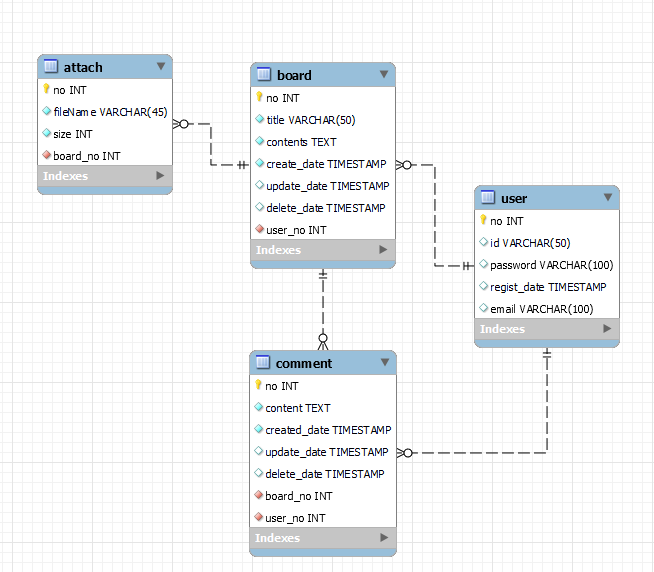 attach
no INT
fileName VARCHAR(45)
size INT
board_no INT
Indexes
board
no INT
title VARCHAR(50)
contents TEXT
create_date TIMESTAMP
update_date TIMESTAMP
delete_date TIMESTAMP
user_no INT
Indexes
user
no INT
id VARCHAR(50)
password VARCHAR(100)
regist_date TIMESTAMP
email VARCHAR(100)
Indexes
comment
no INT
content TEXT
created_date TIMESTAMP
update_date TIMESTAMP
delete_date TIMESTAMP
board_no INT
user_no INT
Indexes